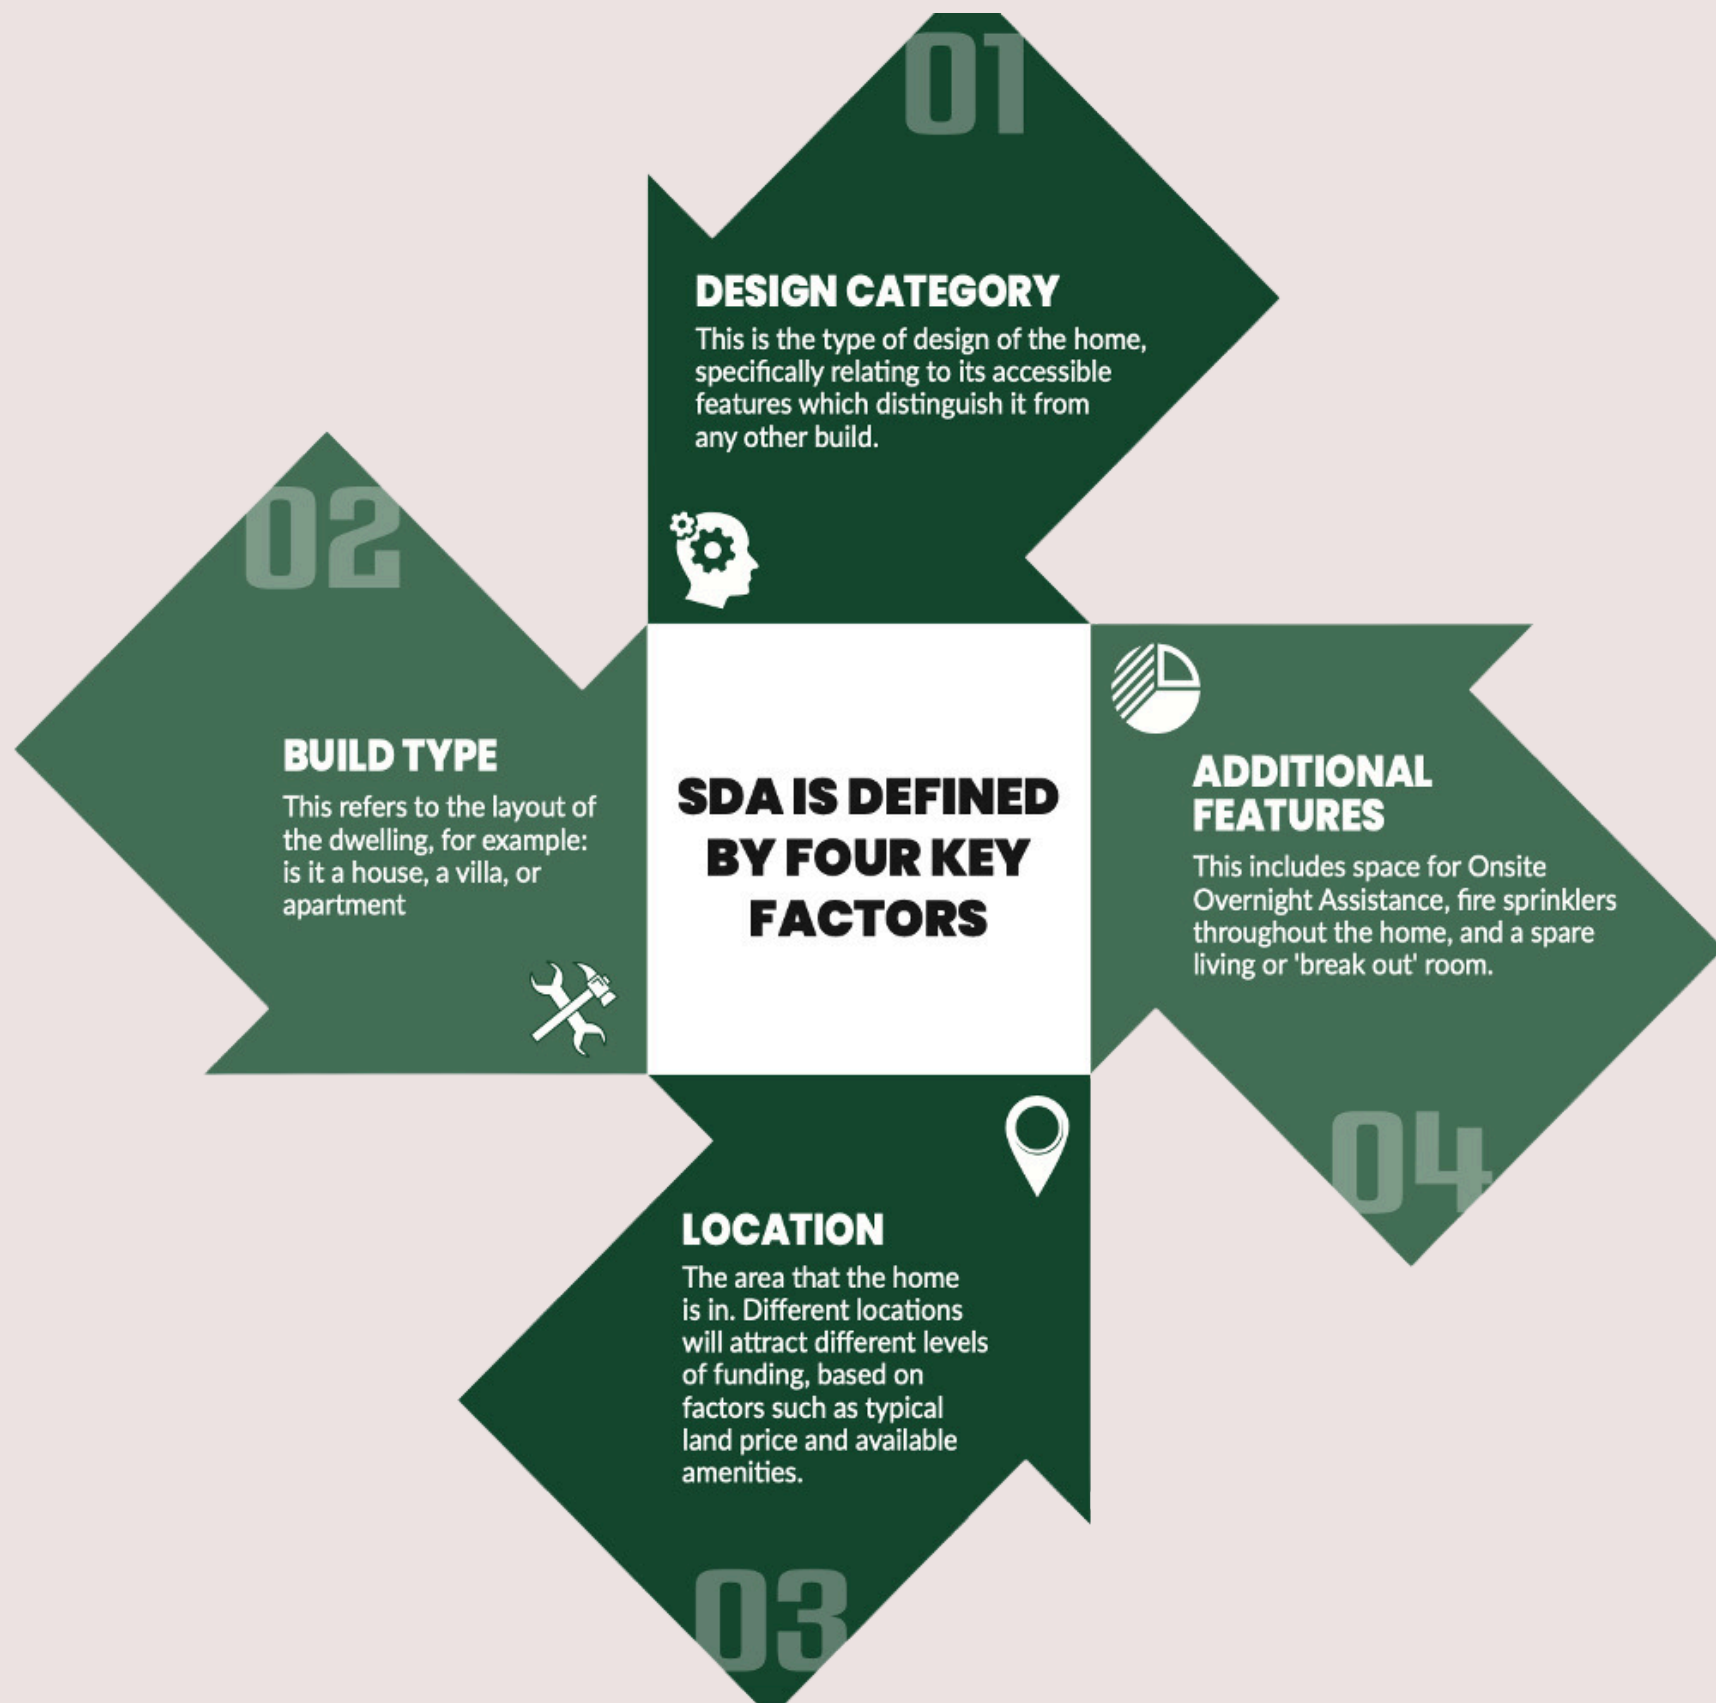 01
DESIGN CATEGORY
This is the type of design of the home,
specifically relating to its accessible
features which distinguish it from
any other build.
02
BUILD TYPE
This refers to the layout of
the dwelling, for example:
is it a house, a villa, or
apartment
SDA IS DEFINED
BY FOUR KEY
FACTORS
ADDITIONAL
FEATURES
This includes space for Onsite
Overnight Assistance, fire sprinklers
throughout the home, and a spare
living or 'break out' room.
04
LOCATION
The area that the home
is in. Different locations
will attract different levels
of funding, based on
factors such as typical
land price and available
amenities.
03